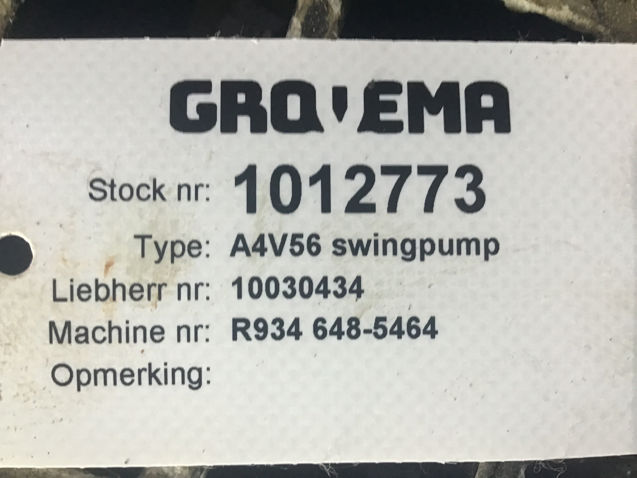 GROVEMA
Stock nr: 1012773
Type: A4V56 swingpump
Liebherr nr: 10030434
Machine nr: R934 648-5464
Opmerking: